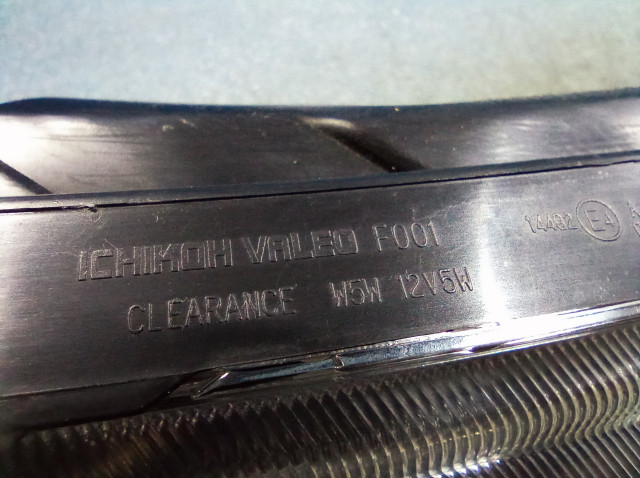 ICHIKOH VALEO F001
14482 E4
CLEARANCE W5W 12V5W